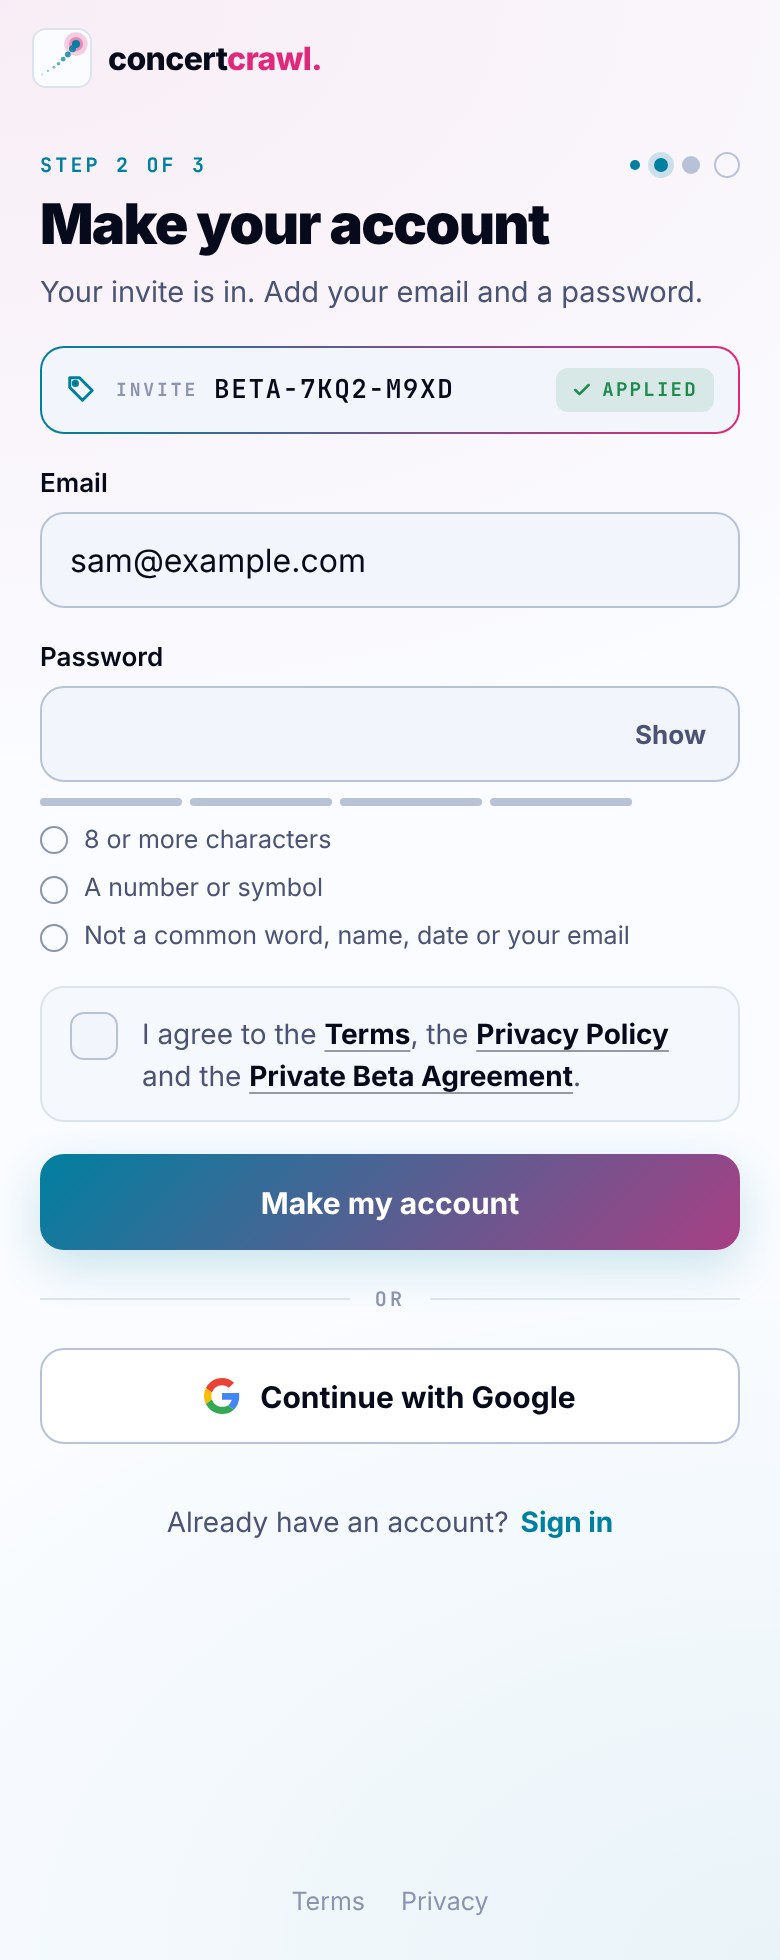 concertcrawl.
STEP 2 OF 3
Make your account
Your invite is in. Add your email and a password.
INVITE BETA-7KQ2-M9XD APPLIED
Email
sam@example.com
Password
Show
8 or more characters
A number or symbol
Not a common word, name, date or your email
I agree to the Terms, the Privacy Policy
and the Private Beta Agreement.
Make my account
OR
Continue with Google
Already have an account? Sign in
Terms Privacy